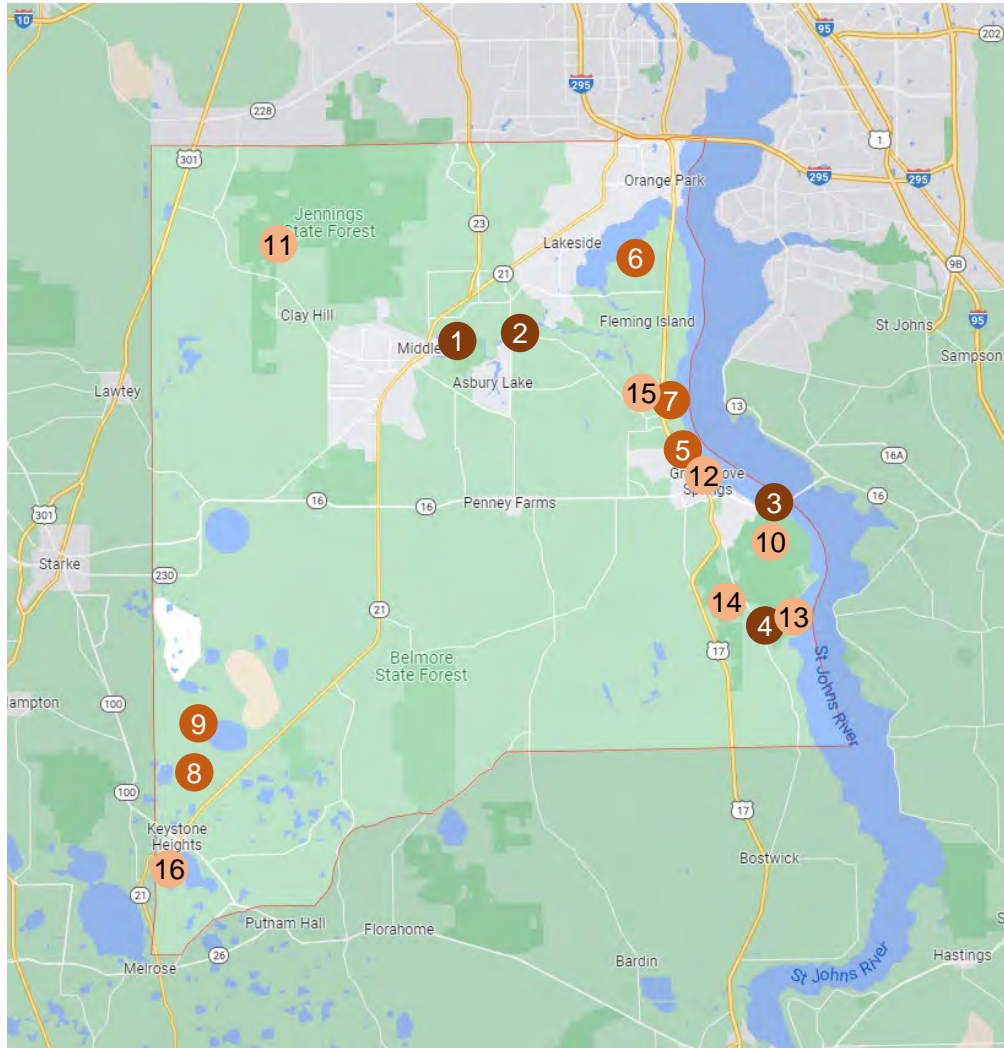 10
95
202
295
228
1
301
295
295
Orange Park
Jennings
State Forest
11
23
Lakeside
6
9B
21
95
Clay Hill
Fleming Island
St Johns
1
2
Sampson
Asbury Lake
Lawtey
15
7
13
5
16A
12
Springs
16
16
Penney Farms
3
16
301
Starke
10
230
14
13
21
4
17
Belmore
State Forest
St Johns River
100
9
8
100
17
Keystone
Heights
Bostwick
16
21
Putnam Hall
Florahome
26
Melrose
Bardin
Hastings
St Johns River